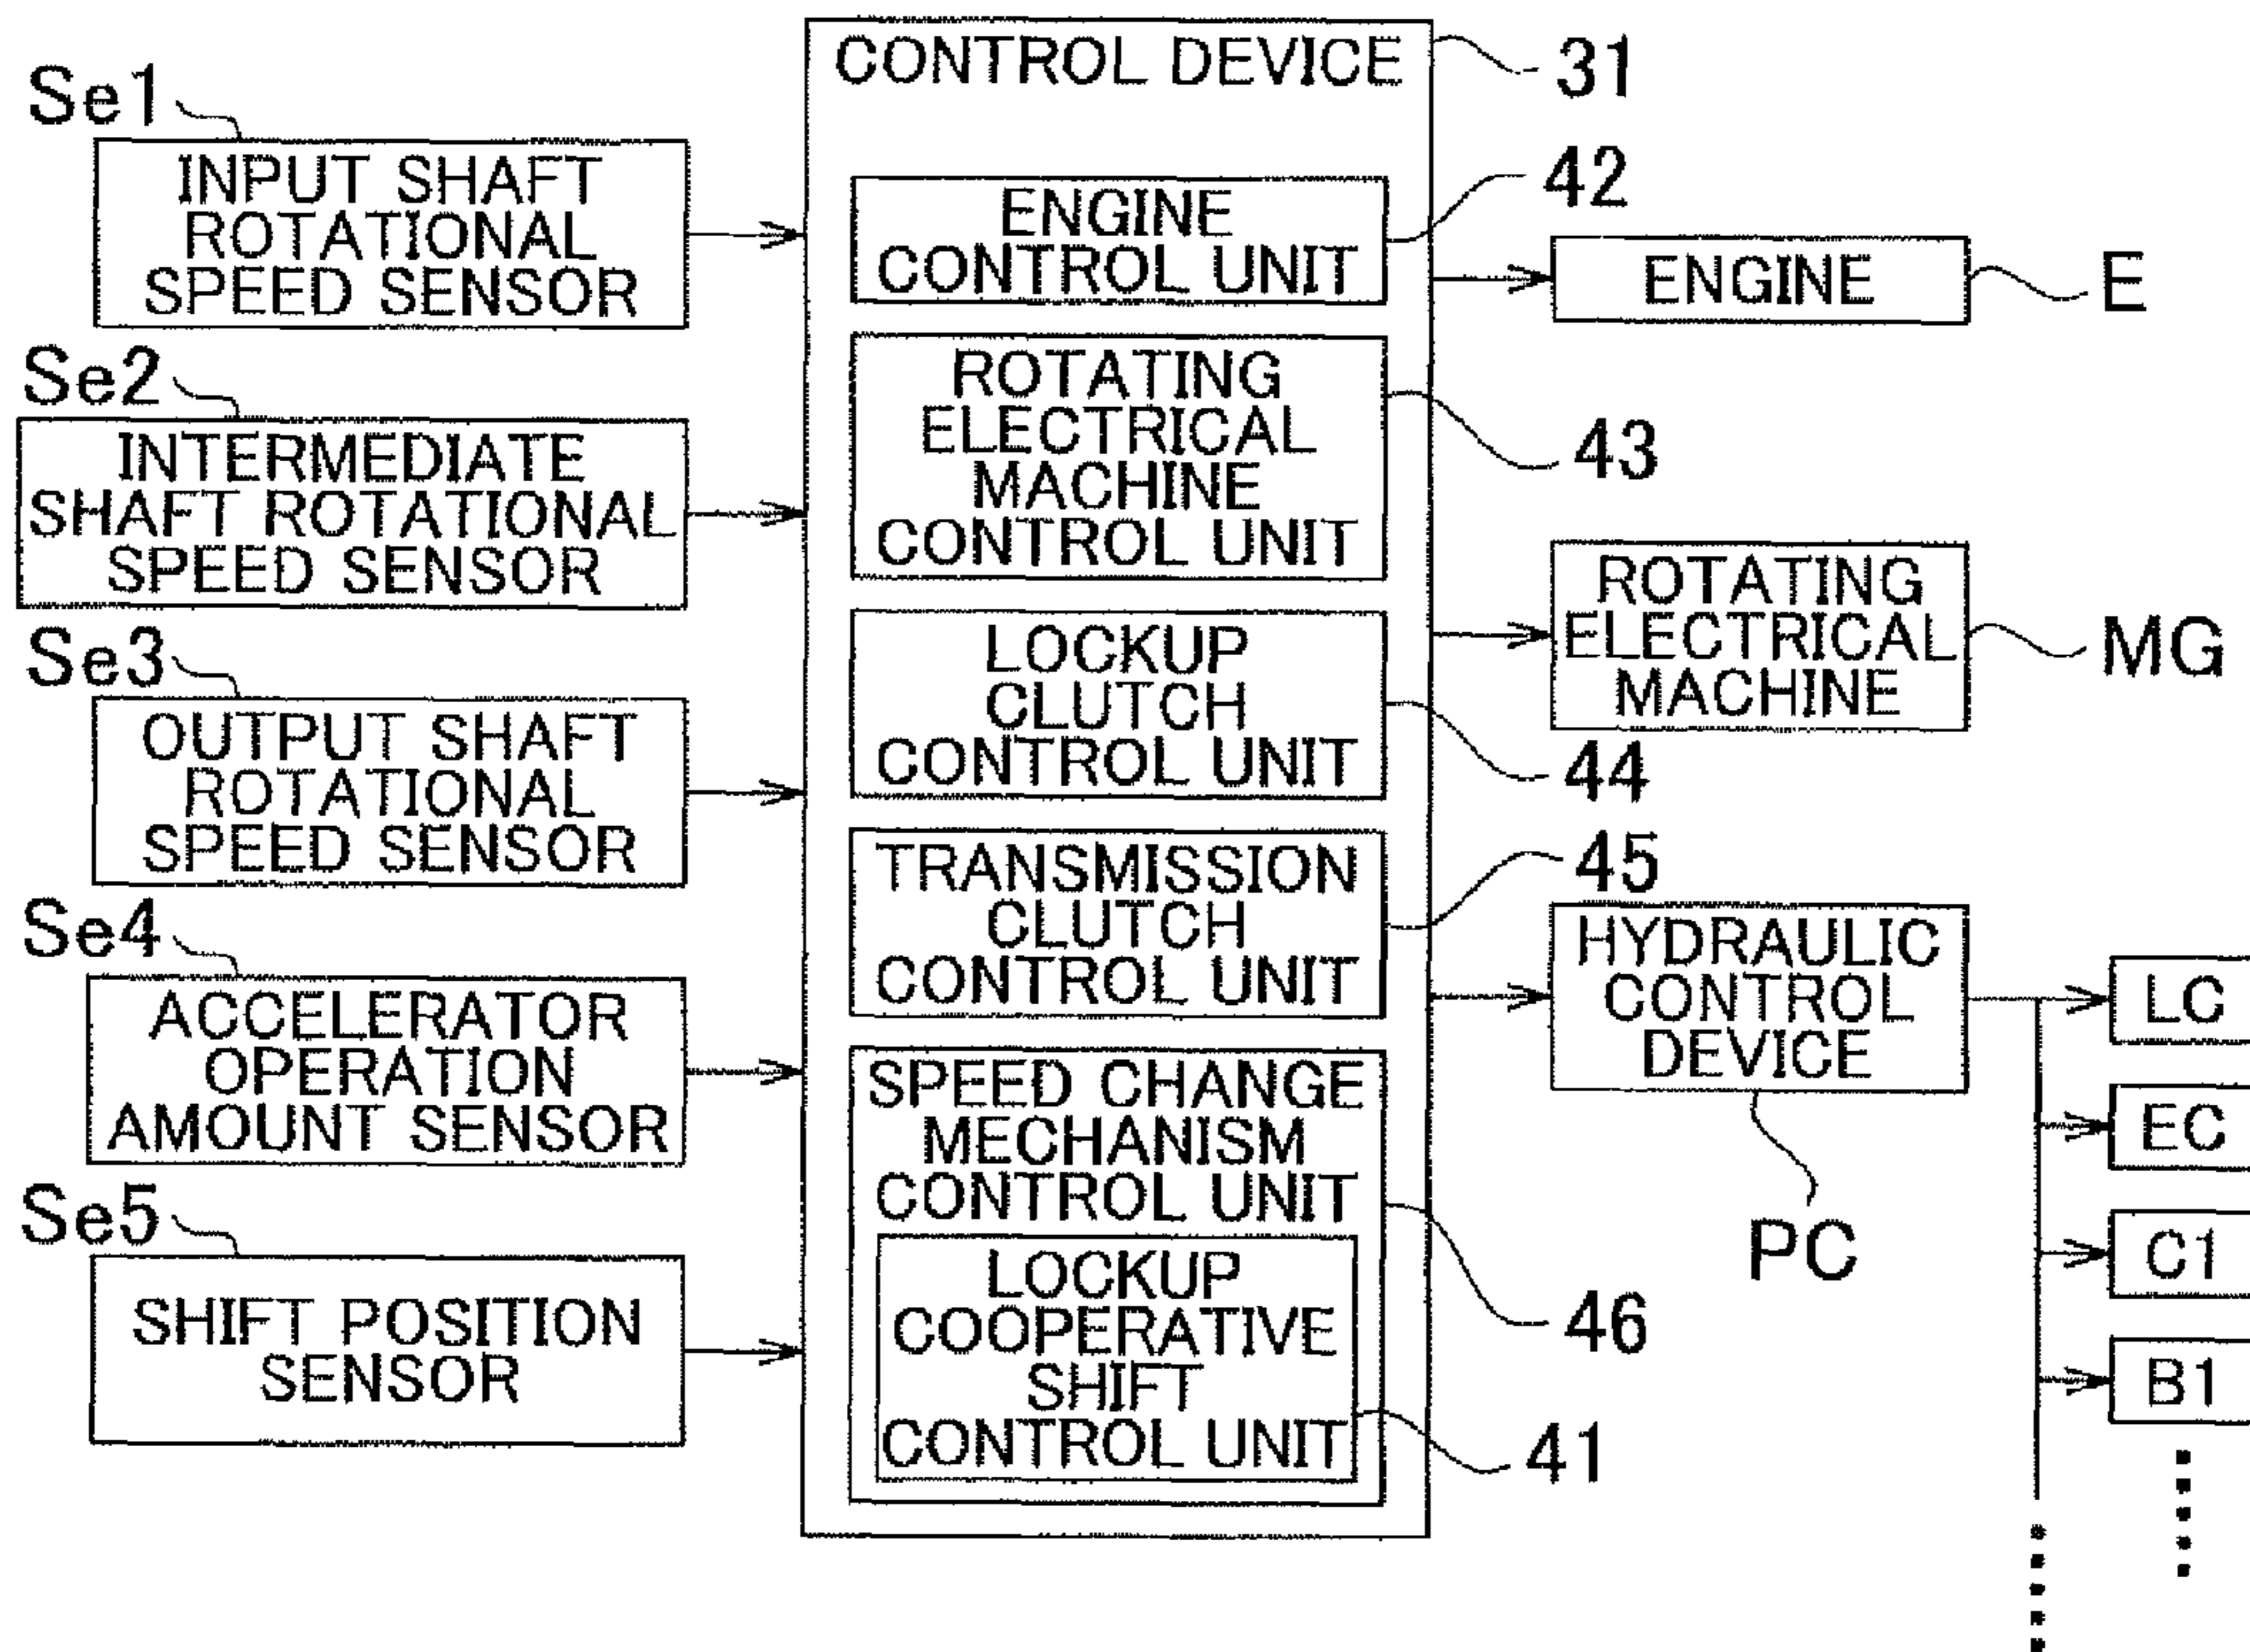 Se1
INPUT SHAFT
ROTATIONAL
SPEED SENSOR
Se2
INTERMEDIATE
SHAFT ROTATIONAL
SPEED SENSOR
Se3
OUTPUT SHAFT
ROTATIONAL
SPEED SENSOR
Se4
ACCELERATOR
OPERATION
AMOUNT SENSOR
Se5
SHIFT POSITION
SENSOR
CONTROL DEVICE
31
ENGINE
CONTROL UNIT
42
ROTATING
ELECTRICAL
MACHINE
CONTROL UNIT
43
LOCKUP
CLUTCH
CONTROL UNIT
44
TRANSMISSION
CLUTCH
CONTROL UNIT
45
SPEED CHANGE
MECHANISM
CONTROL UNIT
46
LOCKUP
COOPERATIVE
SHIFT
CONTROL UNIT
41
ENGINE
E
ROTATING
ELECTRICAL
MACHINE
MG
HYDRAULIC
CONTROL
DEVICE
PC
LC
EC
C1
B1